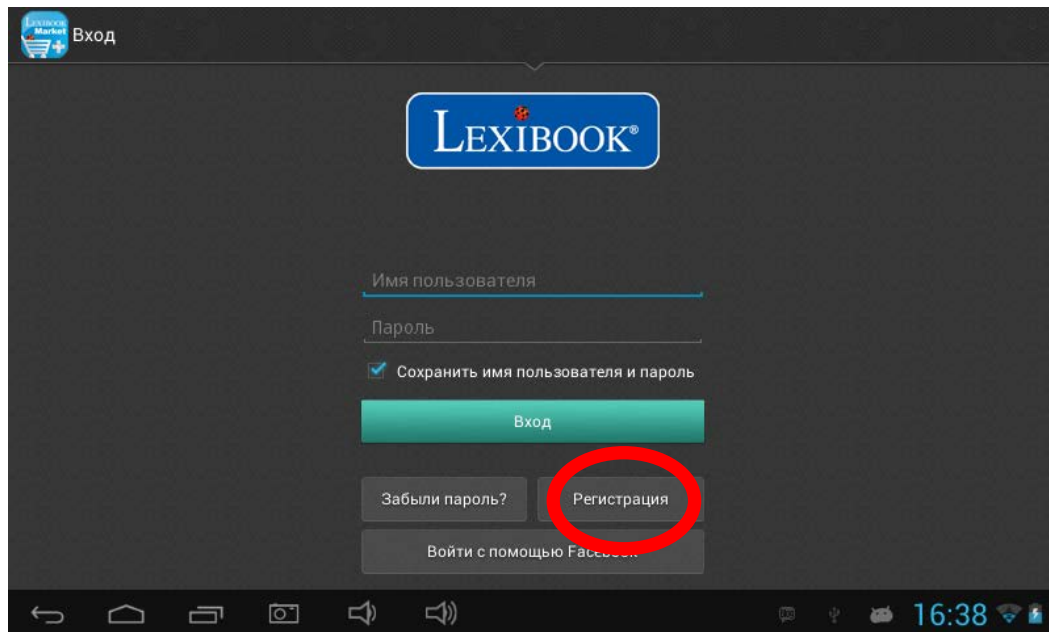 LEXIBOOK Market
Вход
LEXIBOOK®
Имя пользователя
Пароль
Сохранить имя пользователя и пароль
Вход
Забыли пароль?
Регистрация
Войти с помощью Facebook
16:38